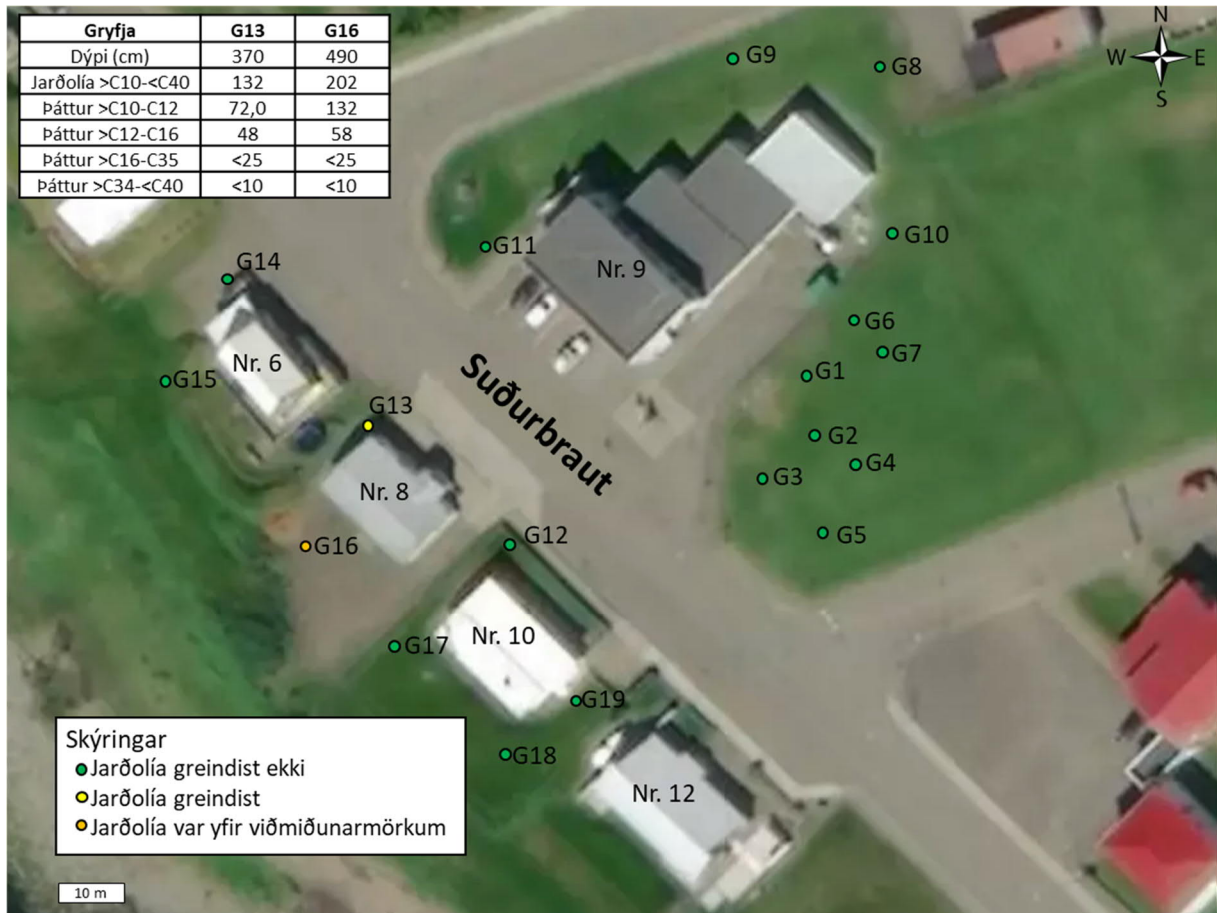 Gryfja G13 G16
Dýpi (cm) 370 490
Jarðolía >C10-<C40 132 202
Þáttur >C10-C12 72,0 132
Þáttur >C12-C16 48 58
Þáttur >C16-C35 <25 <25
Þáttur >C34-<C40 <10 <10
N
W E
S
G9
G8
G11
G10
Nr. 9
G14
G6
G7
Nr. 6
G1
G15
Suðurbraut
G13
G2
G4
G3
Nr. 8
G12
G5
G16
Nr. 10
G17
G19
G18
Nr. 12
Skýringar
Jarðolía greindist ekki
Jarðolía greindist
Jarðolía var yfir viðmiðunarmörkum
10 m